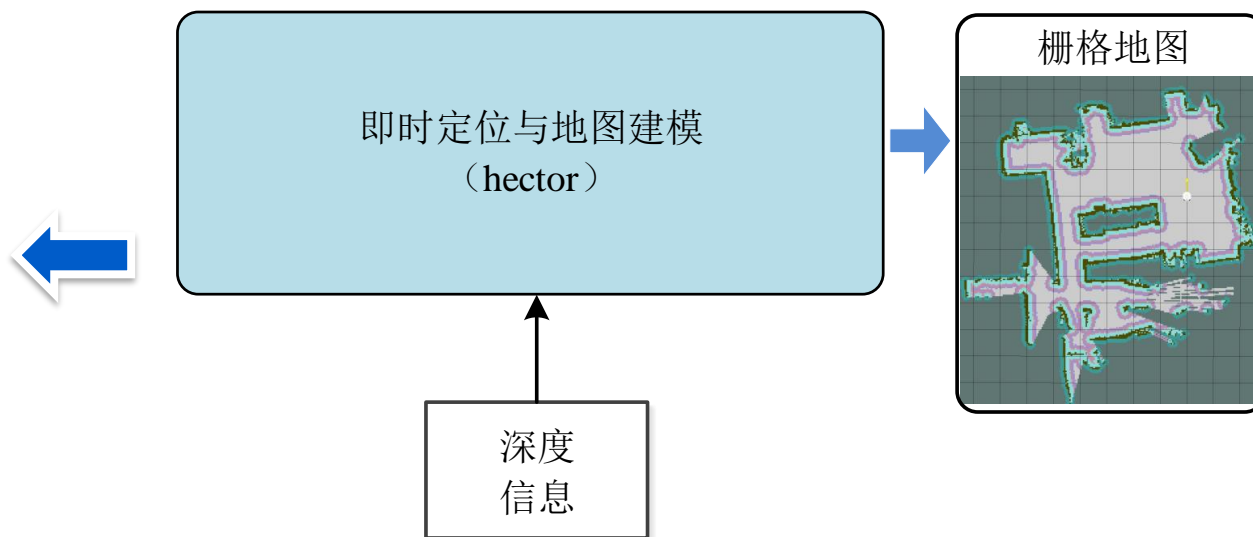 栅格地图
即时定位与地图建模
（hector）
深度
信息